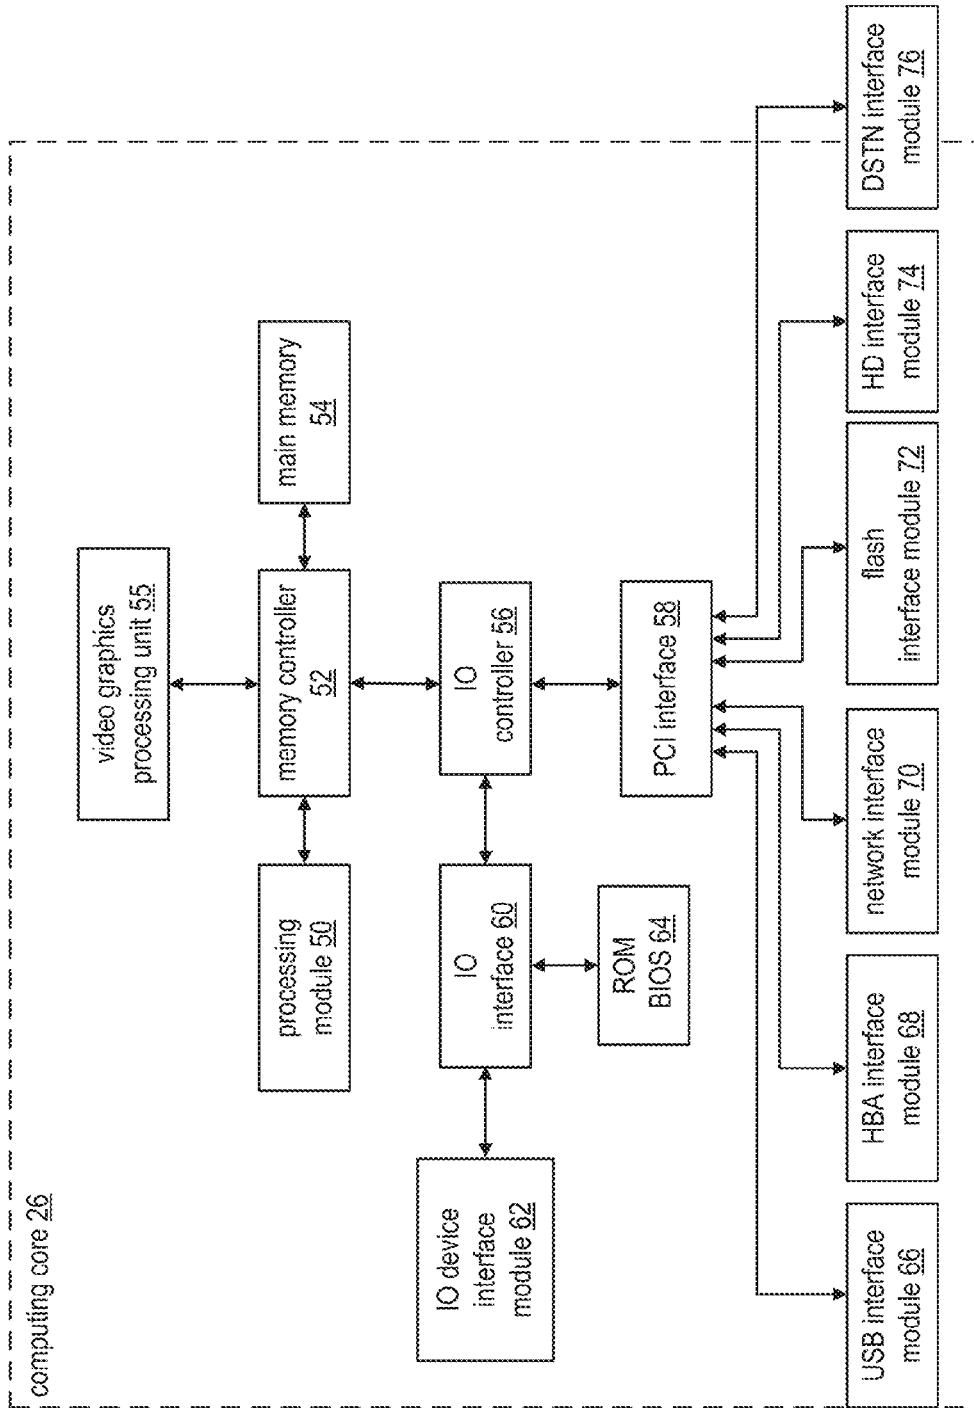 computing core 26
video graphics
processing unit 55
processing
module 50
memory controller
52
main memory
54
IO device
interface
module 62
IO
interface 60
IO
controller 56
ROM
BIOS 64
PCI interface 58
USB interface
module 66
HBA interface
module 68
network interface
module 70
flash
interface module 72
HD interface
module 74
DSTN interface
module 76